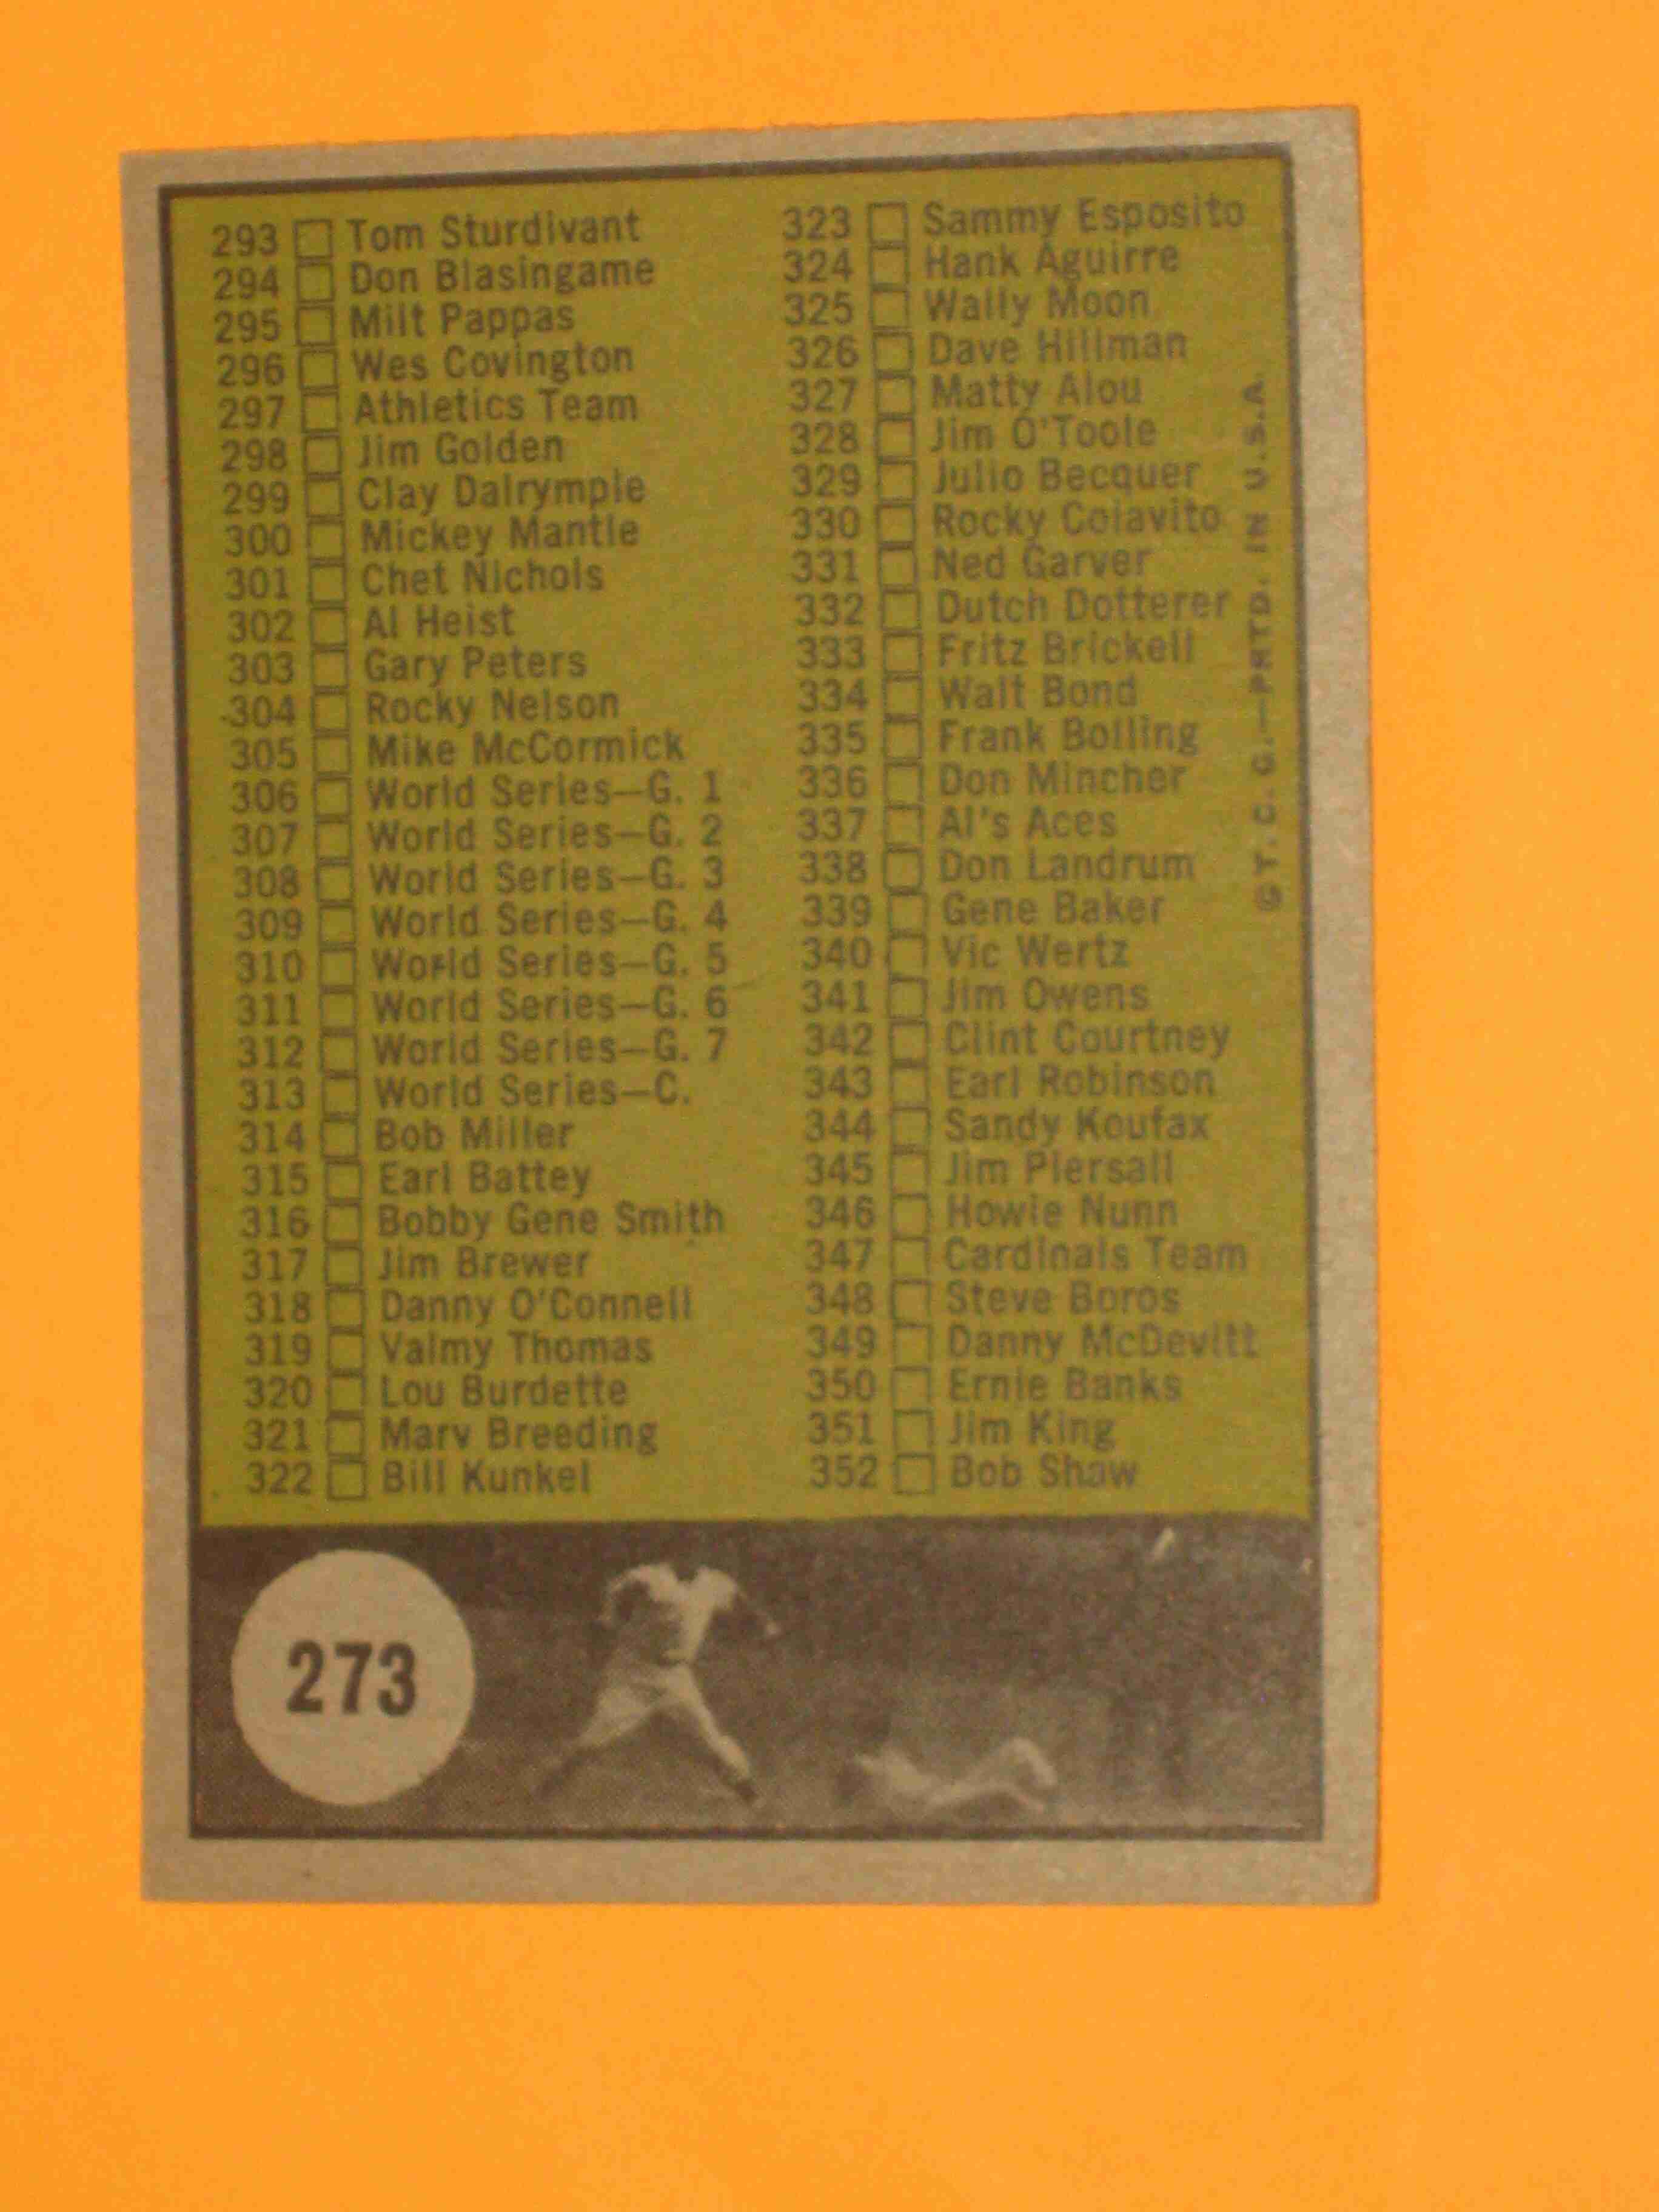 293 Tom Sturdivant
294 Don Blasingame
295 Milt Pappas
296 Wes Covington
297 Athletics Team
298 Jim Golden
299 Clay Dalrymple
300 Mickey Mantle
301 Chet Nichols
302 Al Heist
303 Gary Peters
304 Rocky Nelson
305 Mike McCormick
306 World Series—G. 1
307 World Series—G. 2
308 World Series—G. 3
309 World Series—G. 4
310 World Series—G. 5
311 World Series—G. 6
312 World Series—G. 7
313 World Series—C.
314 Bob Miller
315 Earl Battey
316 Bobby Gene Smith
317 Jim Brewer
318 Danny O'Connell
319 Valmy Thomas
320 Lou Burdette
321 Marv Breeding
322 Bill Kunkel
323 Sammy Esposito
324 Hank Aguirre
325 Wally Moon
326 Dave Hillman
327 Matty Alou
328 Jim O'Toole
329 Julio Becquer
330 Rocky Colavito
331 Ned Garver
332 Dutch Dotterer
333 Fritz Brickell
334 Walt Bond
335 Frank Bolling
336 Don Mincher
337 Al's Aces
338 Don Landrum
339 Gene Baker
340 Vic Wertz
341 Jim Owens
342 Clint Courtney
343 Earl Robinson
344 Sandy Koufax
345 Jim Piersall
346 Howie Nunn
347 Cardinals Team
348 Steve Boros
349 Danny McDevitt
350 Ernie Banks
351 Jim King
352 Bob Shaw
©T. C. G.—PRTD. IN U.S.A.
273